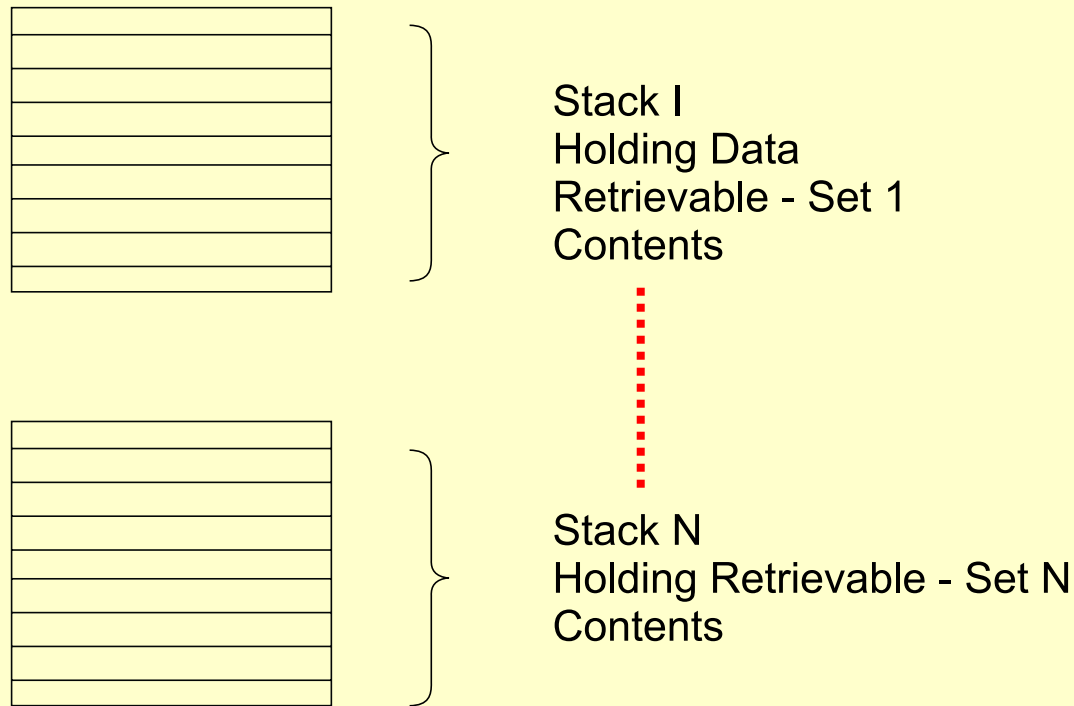 Stack I
Holding Data
Retrievable - Set 1
Contents
Stack N
Holding Retrievable - Set N
Contents